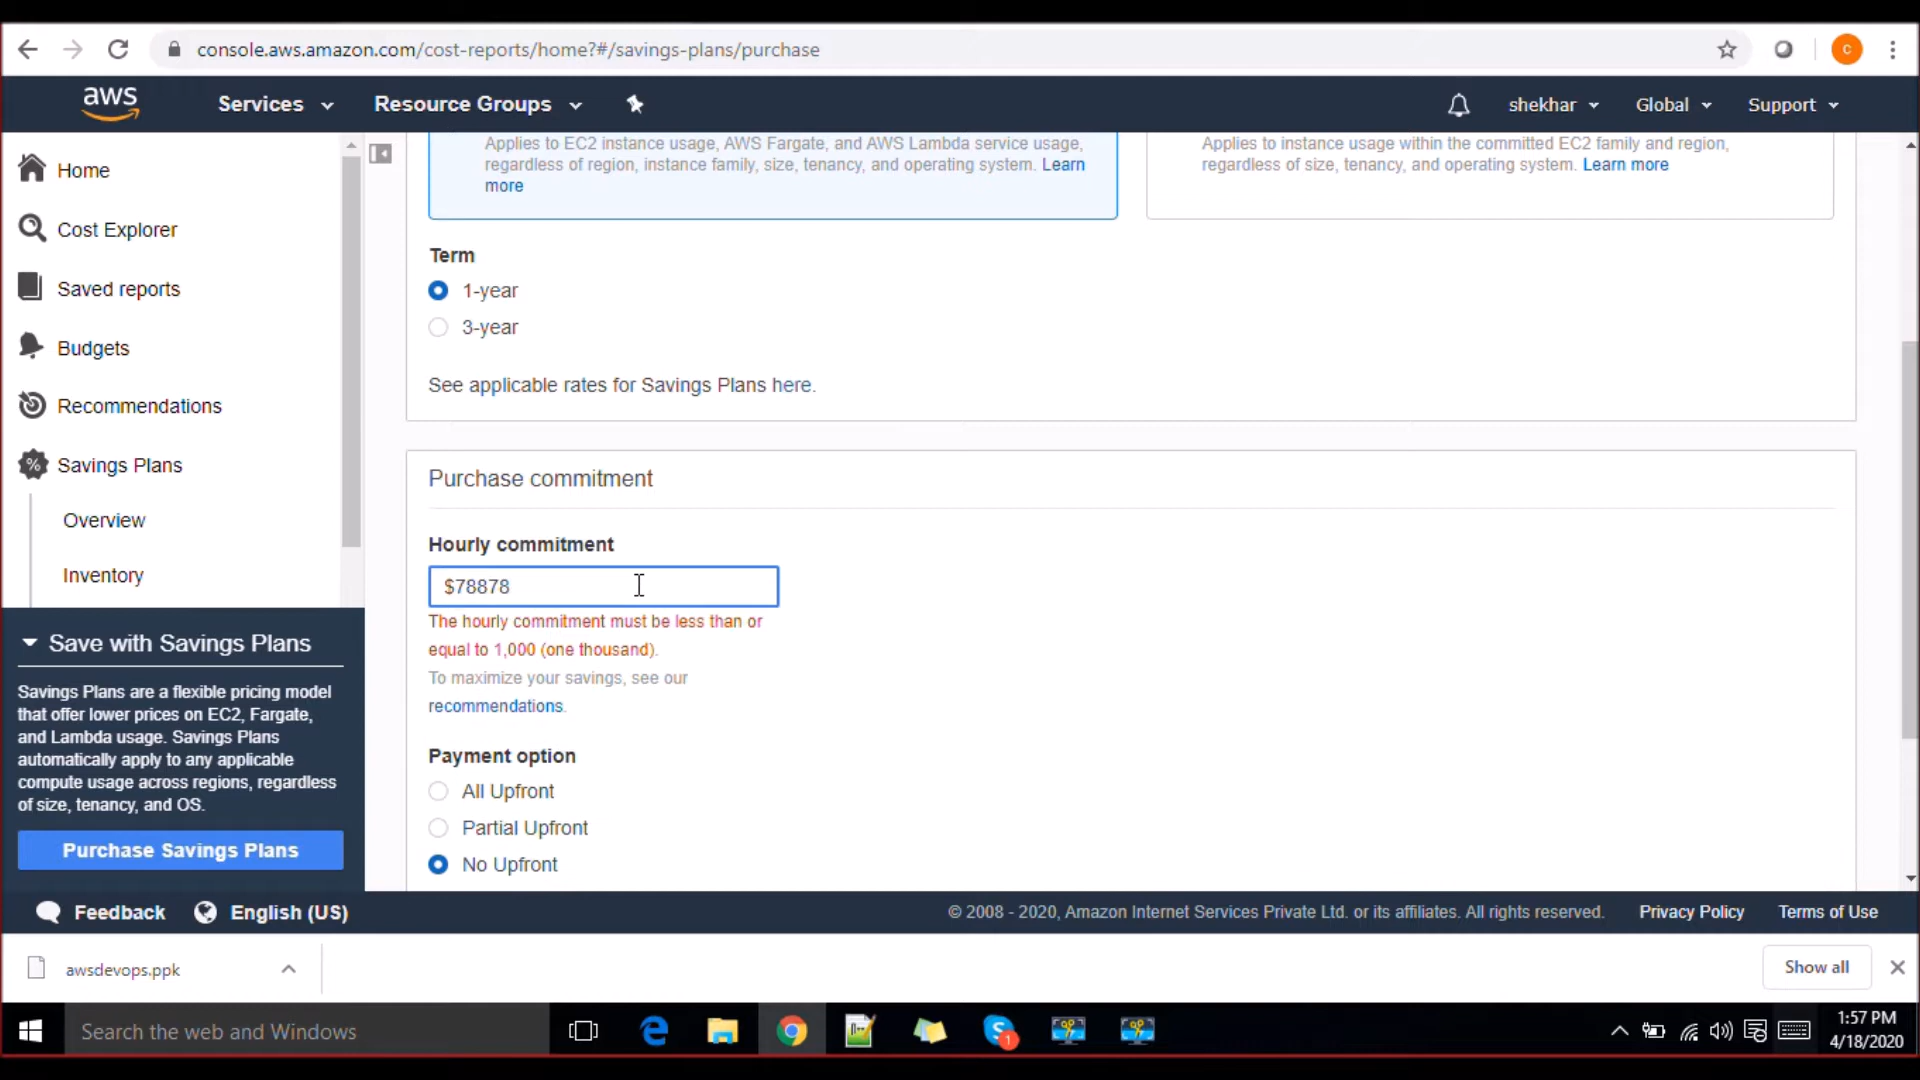 console.aws.amazon.com/cost-reports/home?#/savings-plans/purchase
C
aws
Services
Resource Groups
shekhar
Global
Support
Home
Cost Explorer
Saved reports
Budgets
Recommendations
Savings Plans
Overview
Inventory
Save with Savings Plans
Savings Plans are a flexible pricing model
that offer lower prices on EC2, Fargate,
and Lambda usage. Savings Plans
automatically apply to any applicable
compute usage across regions, regardless
of size, tenancy, and OS.
Purchase Savings Plans
Applies to EC2 instance usage, AWS Fargate, and AWS Lambda service usage,
regardless of region, instance family, size, tenancy, and operating system. Learn
more
Applies to instance usage within the committed EC2 family and region,
regardless of size, tenancy, and operating system. Learn more
Term
1-year
3-year
See applicable rates for Savings Plans here.
Purchase commitment
Hourly commitment
$78878
The hourly commitment must be less than or
equal to 1,000 (one thousand).
To maximize your savings, see our
recommendations.
Payment option
All Upfront
Partial Upfront
No Upfront
Feedback
English (US)
© 2008 - 2020, Amazon Internet Services Private Ltd. or its affiliates. All rights reserved.
Privacy Policy
Terms of Use
awsdevops.ppk
Show all
Search the web and Windows
1
1:57 PM
4/18/2020